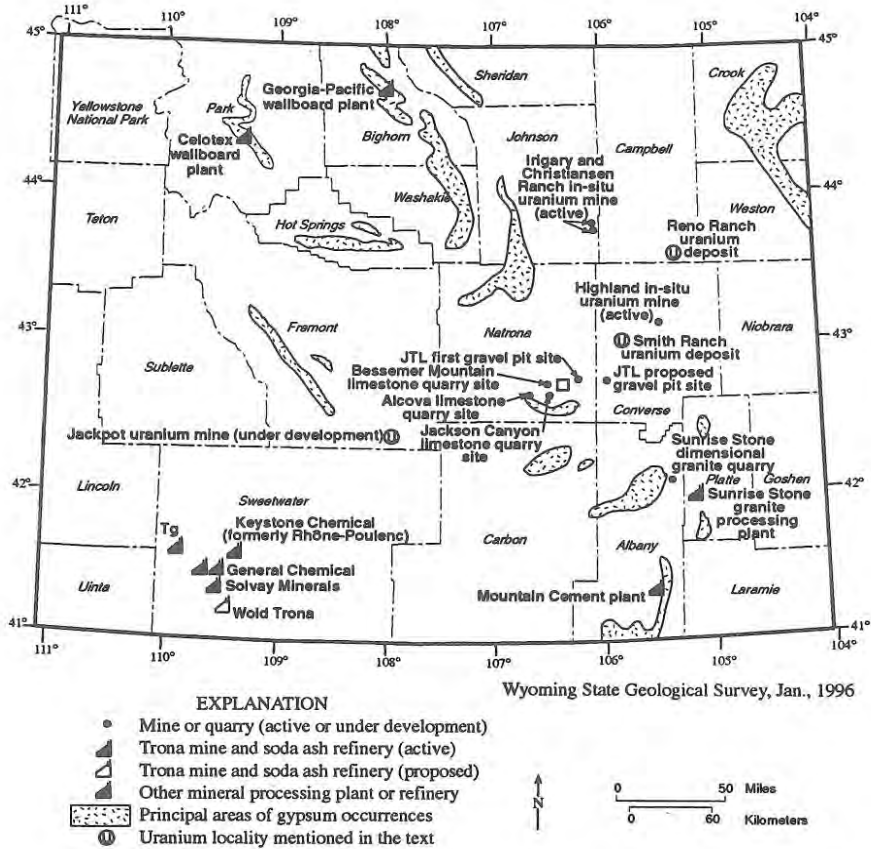 111°
110°
109°
108°
107°
106°
105°
104°
45°
45°
Sheridan
Crook
Georgia-Pacific
wallboard plant
Yellowstone
National Park
Park
Bighorn
Johnson
Campbell
Celotex
wallboard
plant
Irigary and
Christiansen
Ranch in-situ
uranium mine
(active)
44°
44°
Washakie
Weston
Teton
Hot Springs
Reno Ranch
uranium
deposit
U
Highland in-situ
uranium mine
(active)
43°
43°
Fremont
Natrona
Niobrara
U
Smith Ranch
uranium deposit
Sublette
JTL first gravel pit site
Bessemer Mountain
limestone quarry site
JTL proposed
gravel pit site
Alcova limestone
quarry site
Converse
Jackpot uranium mine (under development)
U
Jackson Canyon
limestone quarry
site
Sunrise Stone
dimensional
granite quarry
42°
42°
Lincoln
Sweetwater
Platte
Goshen
Sunrise Stone
granite
processing
plant
Tg
Keystone Chemical
(formerly Rhône-Poulenc)
Carbon
Albany
General Chemical
Uinta
Solvay Minerals
Mountain Cement plant
Laramie
Wold Trona
41°
41°
111°
110°
109°
108°
107°
106°
105°
104°
Wyoming State Geological Survey, Jan., 1996
EXPLANATION
Mine or quarry (active or under development)
Trona mine and soda ash refinery (active)
Trona mine and soda ash refinery (proposed)
Other mineral processing plant or refinery
Principal areas of gypsum occurrences
U Uranium locality mentioned in the text
N
0 50 Miles
0 60 Kilometers